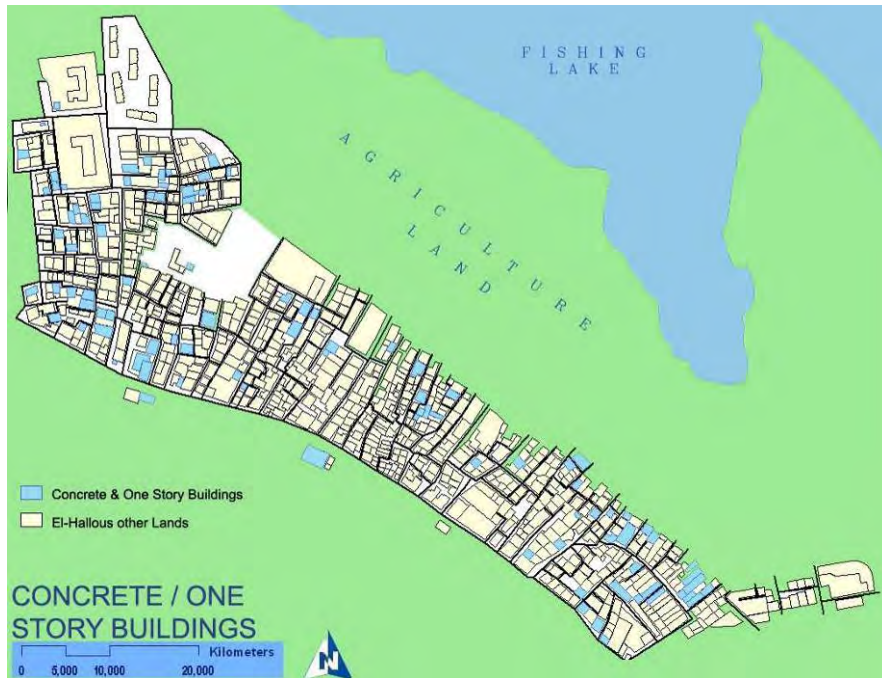 FISHING
LAKE
AGRICULTURE
LAND
Concrete & One Story Buildings
El-Hallous other Lands
CONCRETE / ONE
STORY BUILDINGS
Kilometers
0 5,000 10,000 20,000
N